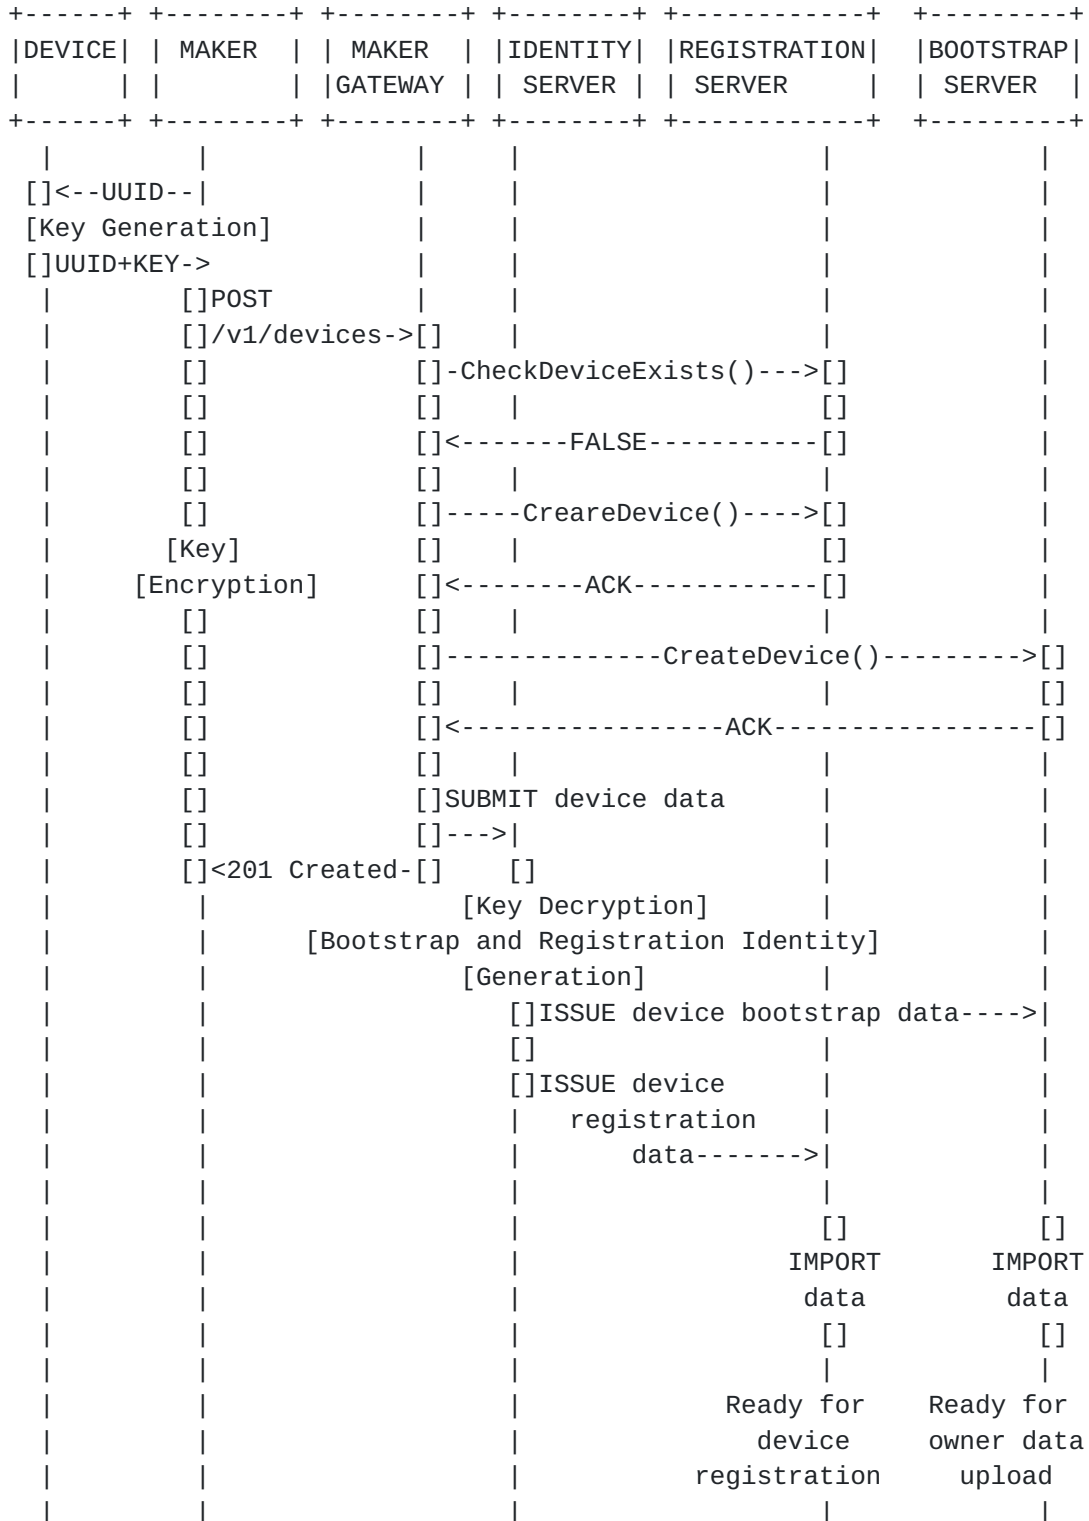 +------+ +--------+ +--------+ +--------+ +------------+  +---------+
|DEVICE| | MAKER  | | MAKER  | |IDENTITY| |REGISTRATION|  |BOOTSTRAP|
|      | |        | |GATEWAY | | SERVER | | SERVER     |  | SERVER  |
+------+ +--------+ +--------+ +--------+ +------------+  +---------+
  |         |             |     |                   |             |
 []<--UUID--|             |     |                   |             |
 [Key Generation]         |     |                   |             |
 []UUID+KEY->             |     |                   |             |
  |        []POST         |     |                   |             |
  |        []/v1/devices->[]    |                   |             |
  |        []             []-CheckDeviceExists()--->[]            |
  |        []             []    |                   []            |
  |        []             []<-------FALSE-----------[]            |
  |        []             []    |                   |             |
  |        []             []-----CreareDevice()---->[]            |
  |       [Key]           []    |                   []            |
  |     [Encryption]      []<--------ACK------------[]            |
  |        []             []    |                   |             |
  |        []             []--------------CreateDevice()--------->[]
  |        []             []    |                   |             []
  |        []             []<-----------------ACK-----------------[]
  |        []             []    |                   |             |
  |        []             []SUBMIT device data      |             |
  |        []             []--->|                   |             |
  |        []<201 Created-[]    []                  |             |
  |         |                [Key Decryption]       |             |
  |         |      [Bootstrap and Registration Identity]          |
  |         |                [Generation]           |             |
  |         |                   []ISSUE device bootstrap data---->|
  |         |                   []                  |             |
  |         |                   []ISSUE device      |             |
  |         |                   |   registration    |             |
  |         |                   |       data------->|             |
  |         |                   |                   |             |
  |         |                   |                   []            []
  |         |                   |                 IMPORT       IMPORT
  |         |                   |                  data         data
  |         |                   |                   []            []
  |         |                   |                   |             |
  |         |                   |             Ready for    Ready for
  |         |                   |               device     owner data
  |         |                   |           registration     upload
  |         |                   |                   |             |